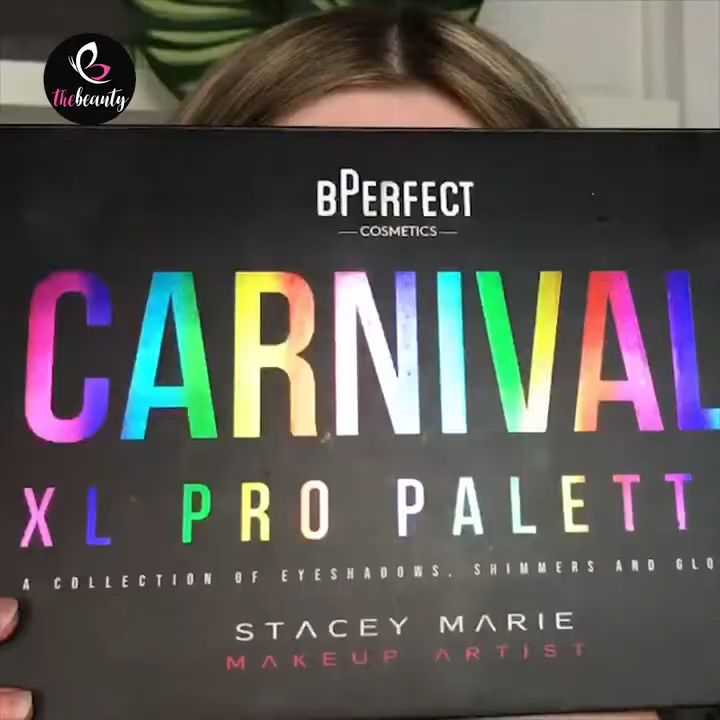 thebeauty
BPERFECT
COSMETICS
CARNIVAL
XL PRO PALETT
A COLLECTION OF EYESHADOWS, SHIMMERS AND GLO
STACEY MARIE
MAKEUP ARTIST